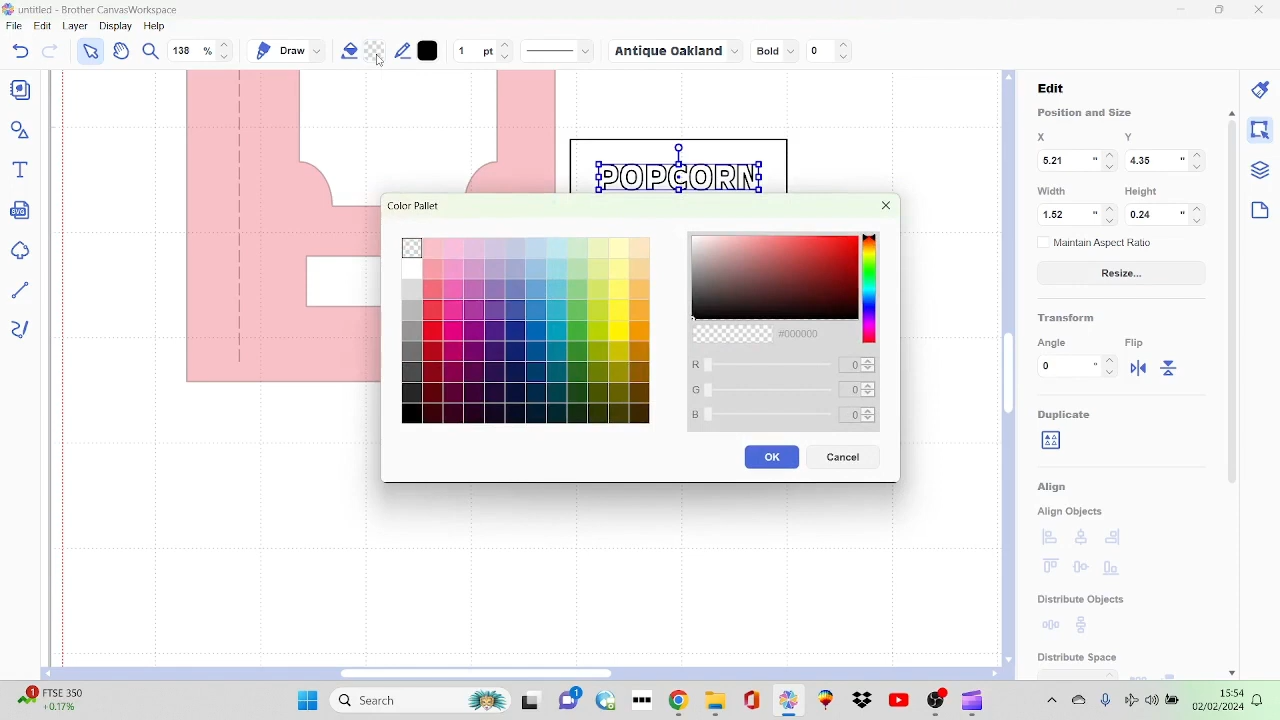 untitled - Brother CanvasWorkspace
File Edit Layer Display Help
138 % Draw 1 pt Antique Oakland Bold 0
Edit
Position and Size
X Y
5.21 " 4.35 "
Width Height
1.52 " 0.24 "
Maintain Aspect Ratio
Resize...
Transform
Angle Flip
0 °
Duplicate
Align
Align Objects
Distribute Objects
Distribute Space
SVG
POPCORN
Color Pallet
#000000
R 0
G 0
B 0
OK Cancel
1 FTSE 350
+0.17%
Search
1
15:54
02/02/2024